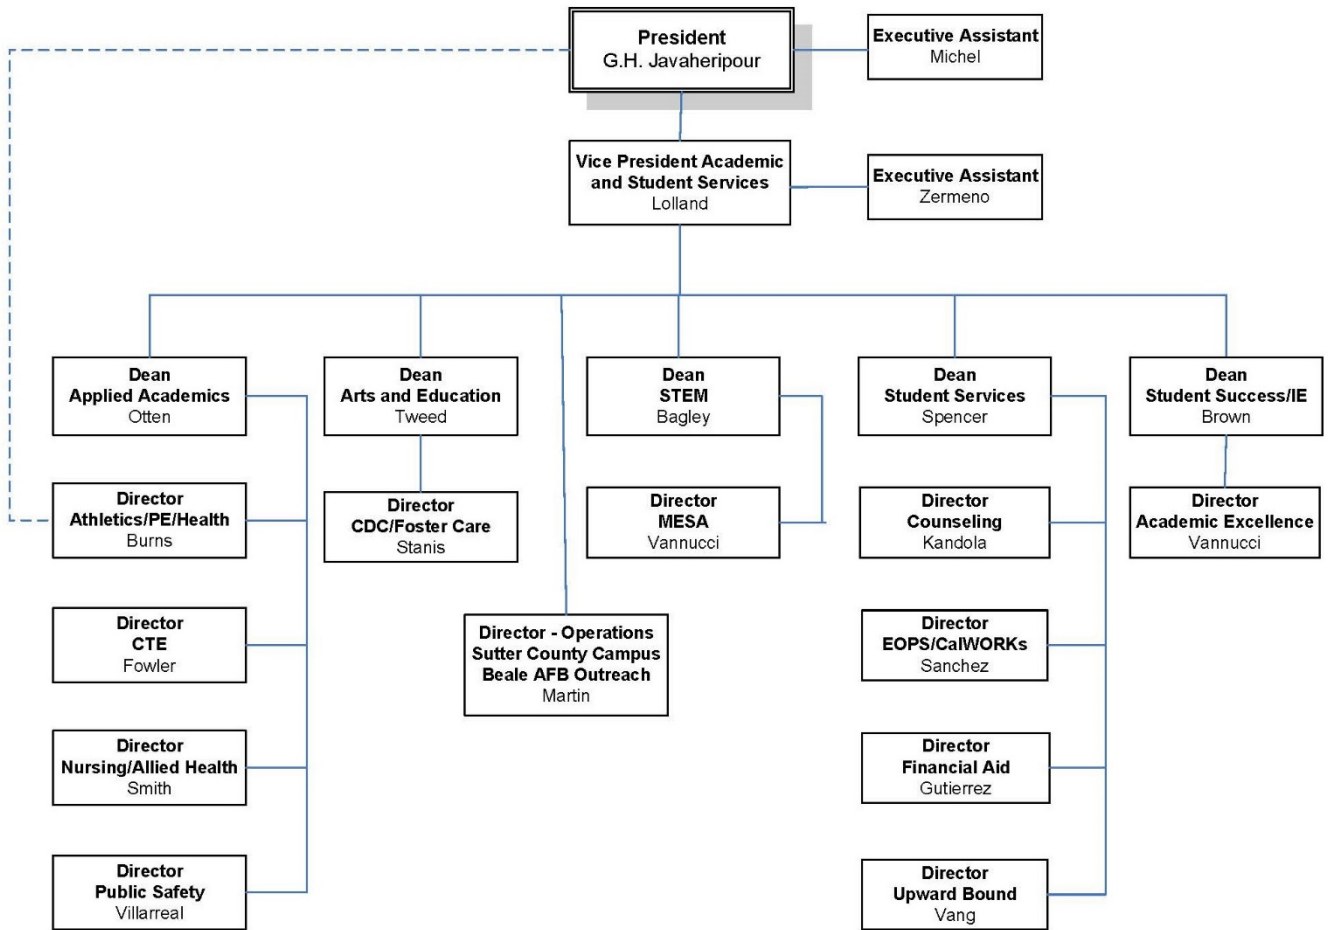 President
G.H. Javaheripour
Executive Assistant
Michel
Vice President Academic
and Student Services
Lolland
Executive Assistant
Zermeno
Dean
Applied Academics
Otten
Dean
Arts and Education
Tweed
Dean
STEM
Bagley
Dean
Student Services
Spencer
Dean
Student Success/IE
Brown
Director
Athletics/PE/Health
Burns
Director
CDC/Foster Care
Stanis
Director
MESA
Vannucci
Director
Counseling
Kandola
Director
Academic Excellence
Vannucci
Director
CTE
Fowler
Director - Operations
Sutter County Campus
Beale AFB Outreach
Martin
Director
EOPS/CalWORKs
Sanchez
Director
Nursing/Allied Health
Smith
Director
Financial Aid
Gutierrez
Director
Public Safety
Villarreal
Director
Upward Bound
Vang